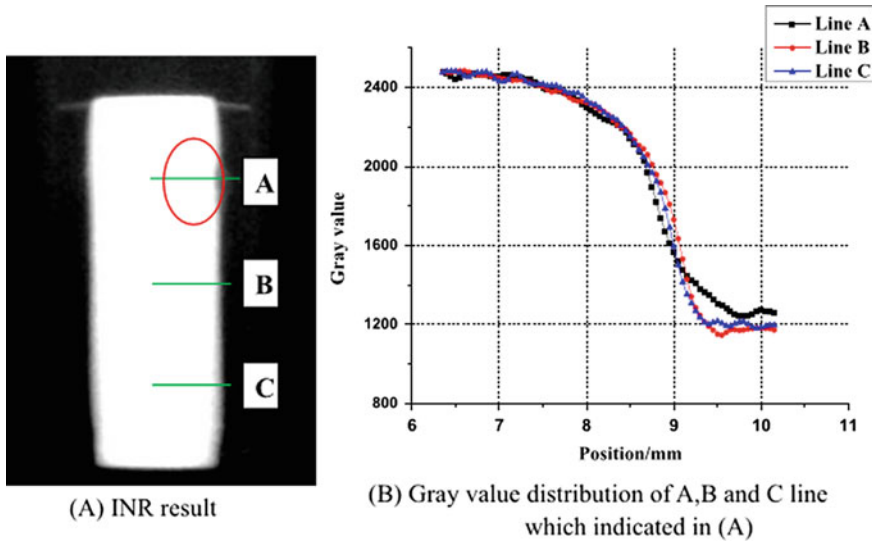 A
B
C
(A) INR result
Line A
Line B
Line C
Gray value
2400
2000
1600
1200
800
6
7
8
9
10
11
Position/mm
(B) Gray value distribution of A,B and C line
which indicated in (A)